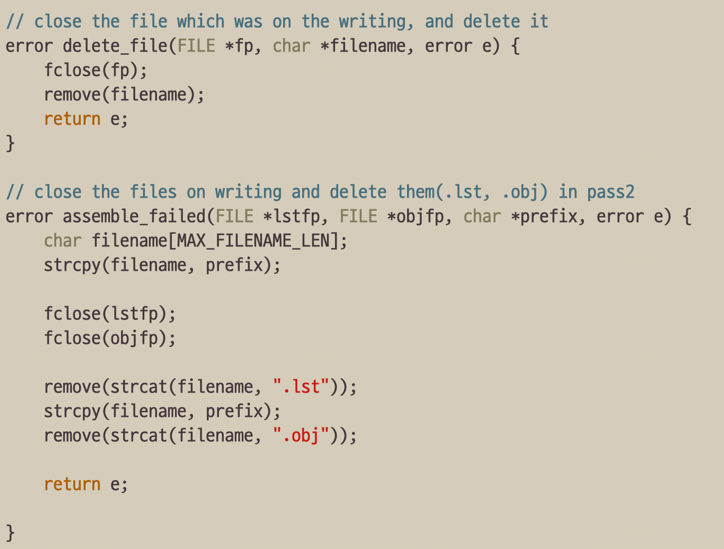 // close the file which was on the writing, and delete it
error delete_file(FILE *fp, char *filename, error e) {
    fclose(fp);
    remove(filename);
    return e;
}

// close the files on writing and delete them(.lst, .obj) in pass2
error assemble_failed(FILE *lstfp, FILE *objfp, char *prefix, error e) {
    char filename[MAX_FILENAME_LEN];
    strcpy(filename, prefix);

    fclose(lstfp);
    fclose(objfp);

    remove(strcat(filename, ".lst"));
    strcpy(filename, prefix);
    remove(strcat(filename, ".obj"));

    return e;

}